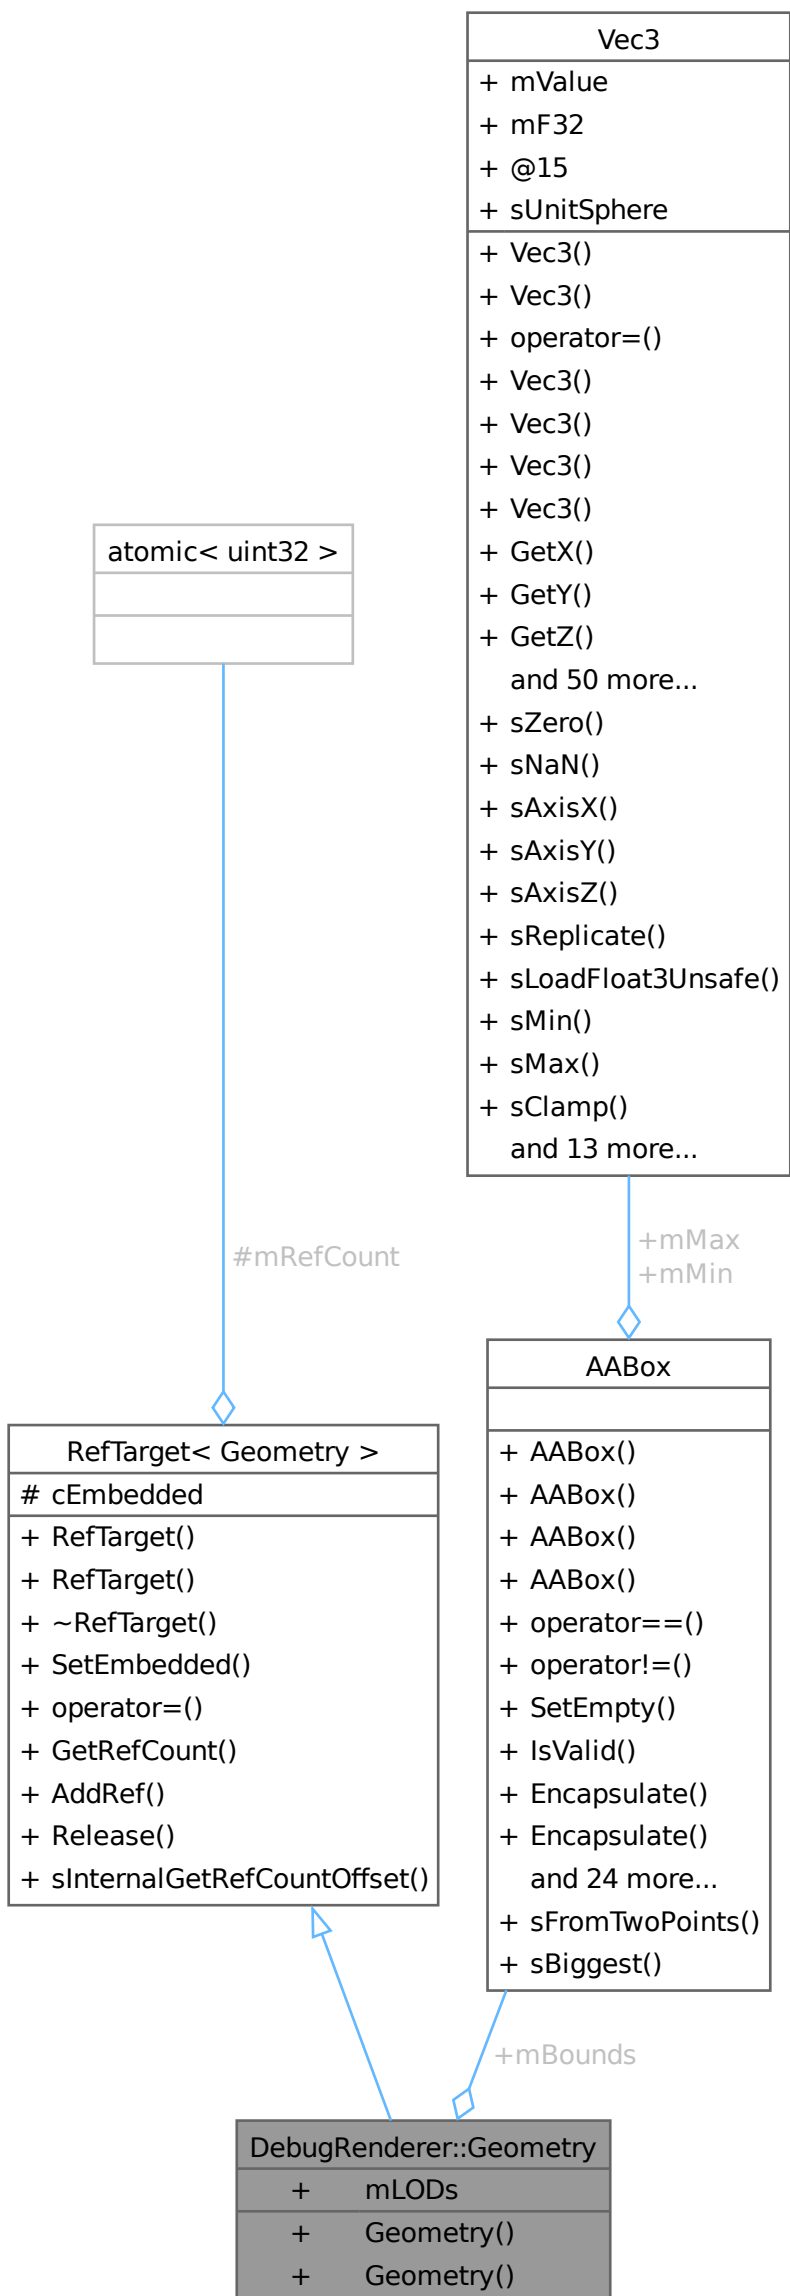 Vec3
+ mValue
+ mF32
+ @15
+ sUnitSphere
+ Vec3()
+ Vec3()
+ operator=()
+ Vec3()
+ Vec3()
+ Vec3()
+ Vec3()
+ GetX()
+ GetY()
+ GetZ()
and 50 more...
+ sZero()
+ sNaN()
+ sAxisX()
+ sAxisY()
+ sAxisZ()
+ sReplicate()
+ sLoadFloat3Unsafe()
+ sMin()
+ sMax()
+ sClamp()
and 13 more...
atomic< uint32 >
#mRefCount
+mMax
+mMin
RefTarget< Geometry >
# cEmbedded
+ RefTarget()
+ RefTarget()
+ ~RefTarget()
+ SetEmbedded()
+ operator=()
+ GetRefCount()
+ AddRef()
+ Release()
+ sInternalGetRefCountOffset()
AABox
+ AABox()
+ AABox()
+ AABox()
+ AABox()
+ operator==()
+ operator!=()
+ SetEmpty()
+ IsValid()
+ Encapsulate()
+ Encapsulate()
and 24 more...
+ sFromTwoPoints()
+ sBiggest()
+mBounds
DebugRenderer::Geometry
+ mLODs
+ Geometry()
+ Geometry()